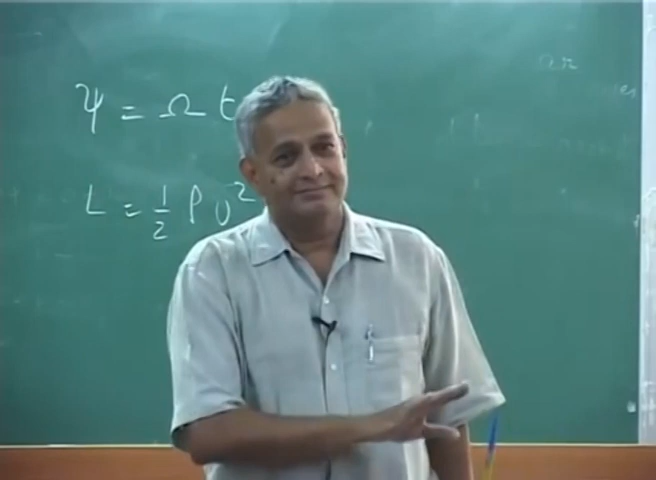 ψ = Ω t
L = 1/2 ρ U²